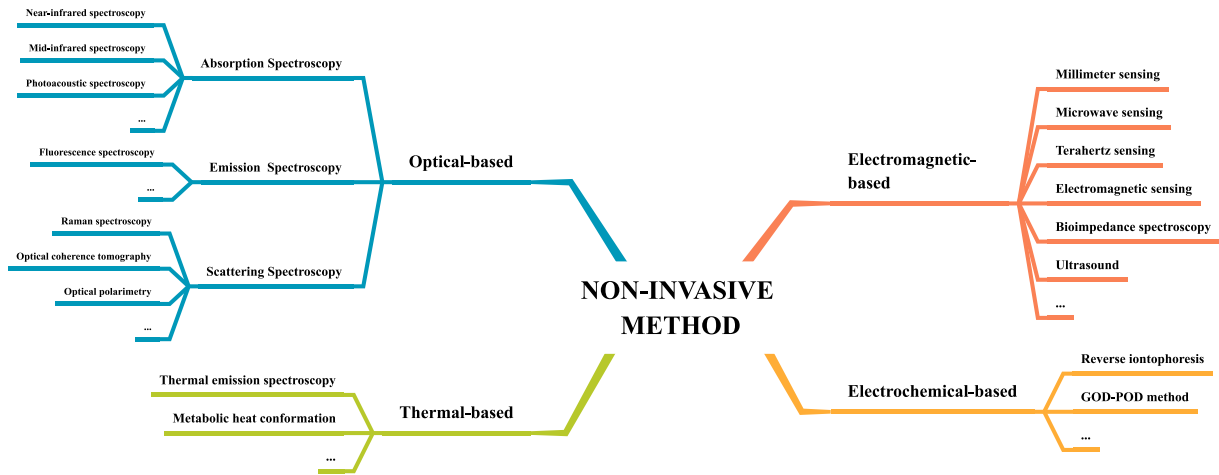 Near-infrared spectroscopy
Mid-infrared spectroscopy
Photoacoustic spectroscopy
...
Absorption Spectroscopy
Fluorescence spectroscopy
...
Emission  Spectroscopy
Raman spectroscopy
Optical coherence tomography
Optical polarimetry
...
Scattering Spectroscopy
Optical-based
Thermal emission spectroscopy
Metabolic heat conformation
...
Thermal-based
NON-INVASIVE
METHOD
Electromagnetic-
based
Millimeter sensing
Microwave sensing
Terahertz sensing
Electromagnetic sensing
Bioimpedance spectroscopy
Ultrasound
...
Electrochemical-based
Reverse iontophoresis
GOD-POD method
...